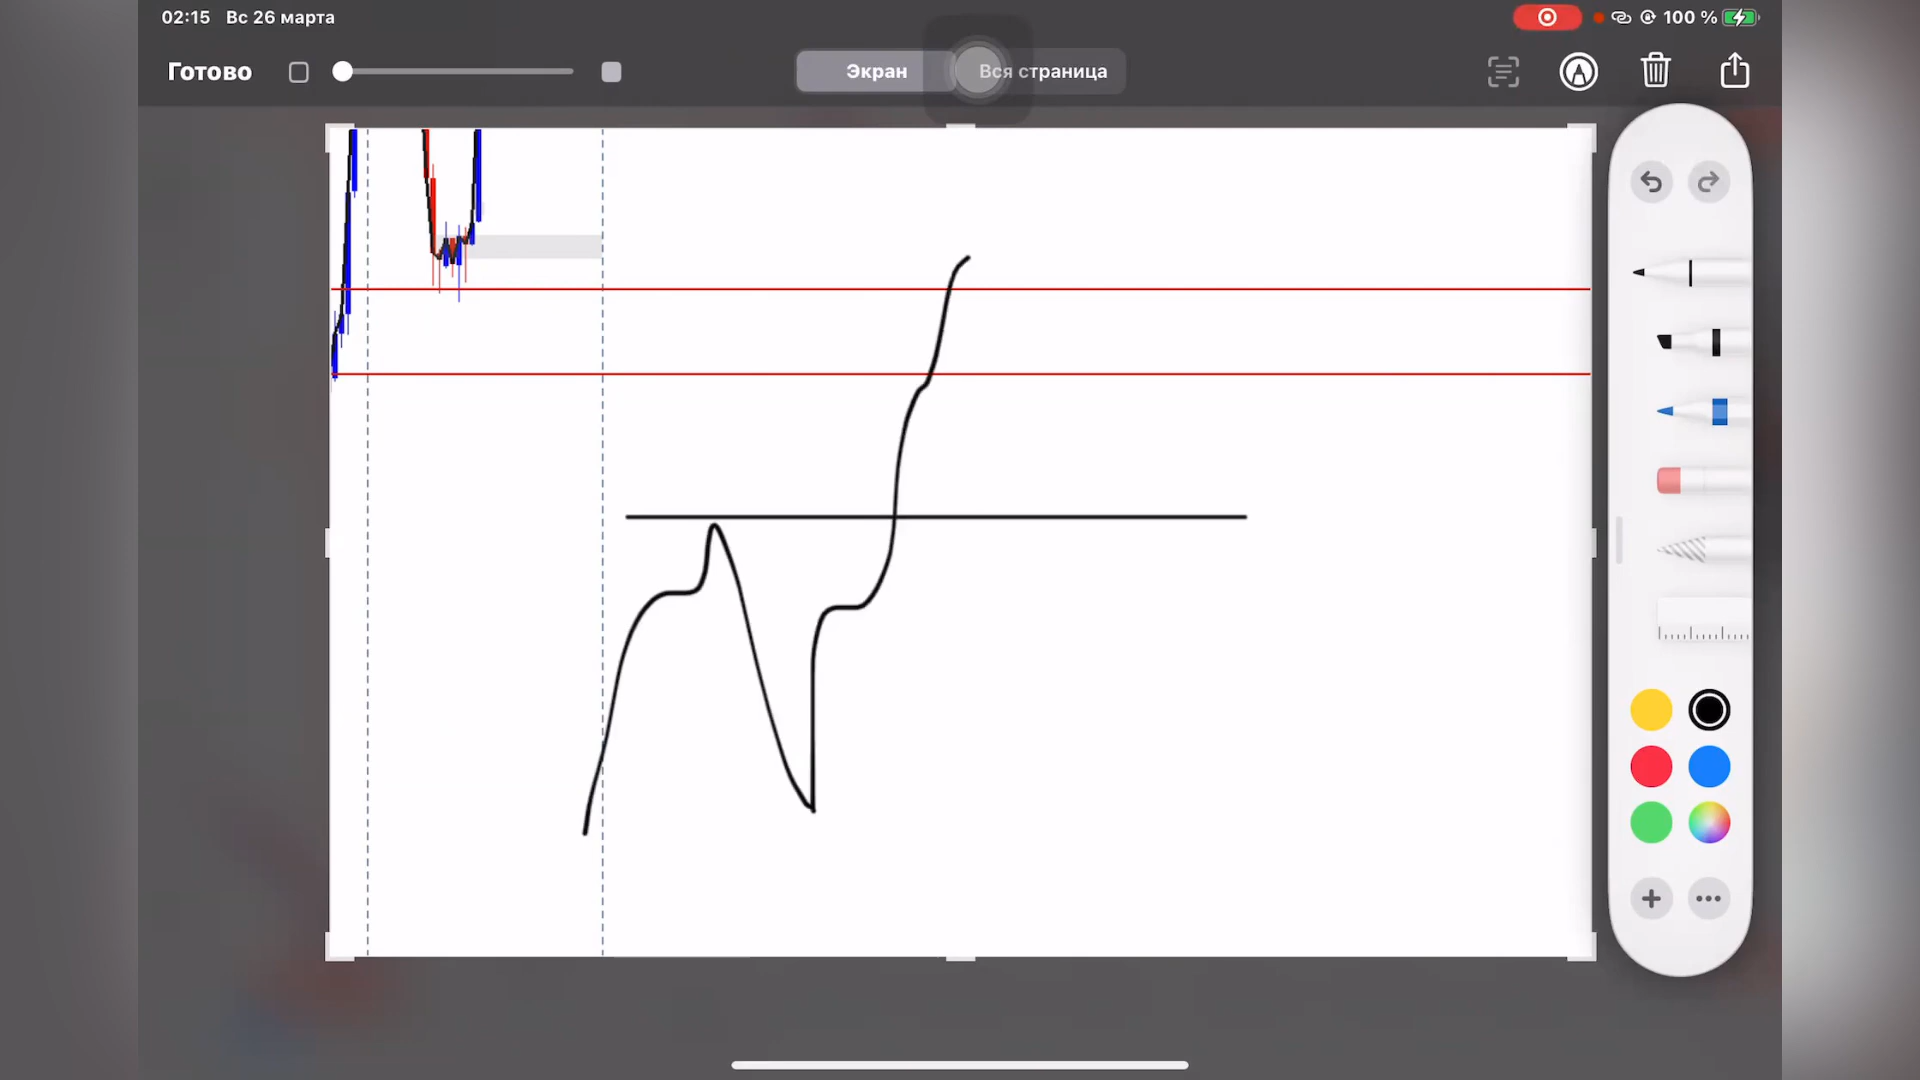 02:15 Вс 26 марта
100 %
Готово
Экран
Вся страница